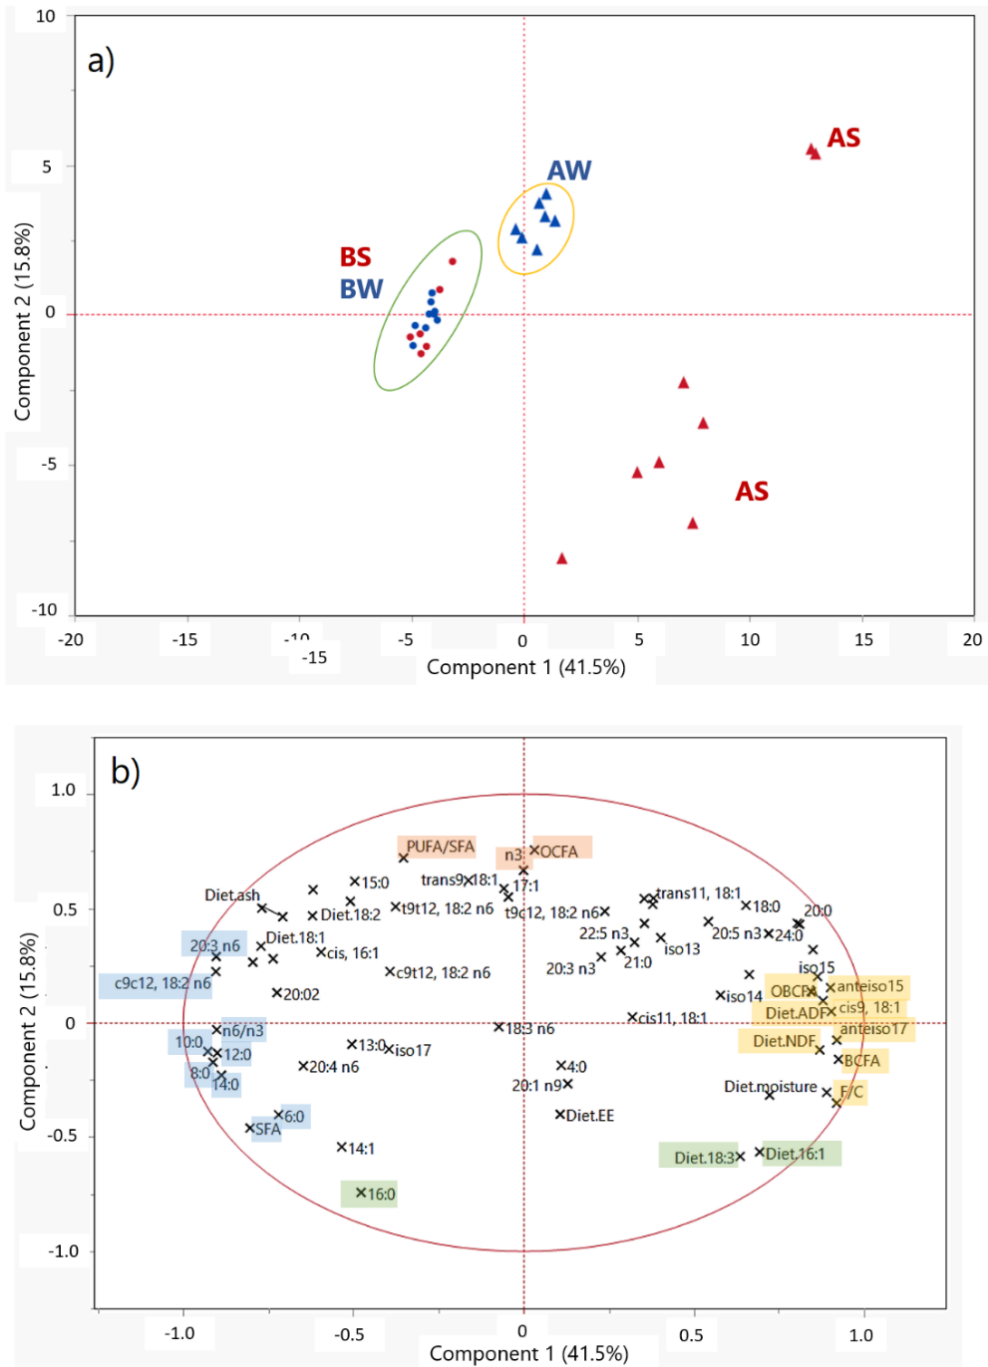 a)
10
5
0
-5
-10
Component 2 (15.8%)
AS
AW
BS
BW
AS
-20
-15
-10
-5
0
5
10
15
20
-15
Component 1 (41.5%)
b)
1.0
0.5
0
-0.5
-1.0
Component 2 (15.8%)
PUFA/SFA
n3
OCFA
15:0
trans9, 18:1
17:1
trans11, 18:1
Diet.ash
Diet.18:2
t9t12, 18:2 n6
t9c12, 18:2 n6
18:0
20:0
20:3 n6
Diet.18:1
cis, 16:1
22:5 n3
iso13
20:5 n3
24:0
c9c12, 18:2 n6
c9t12, 18:2 n6
20:3 n3
21:0
iso15
20:02
iso14
OBCFA
anteiso15
cis11, 18:1
Diet.ADF
cis9, 18:1
n6/n3
18:3 n6
anteiso17
10:0
12:0
13:0
iso17
Diet.NDF
BCFA
8:0
14:0
20:4 n6
4:0
20:1 n9
Diet.moisture
F/C
6:0
SFA
Diet.EE
14:1
Diet.18:3
Diet.16:1
16:0
-1.0
-0.5
0
0.5
1.0
Component 1 (41.5%)